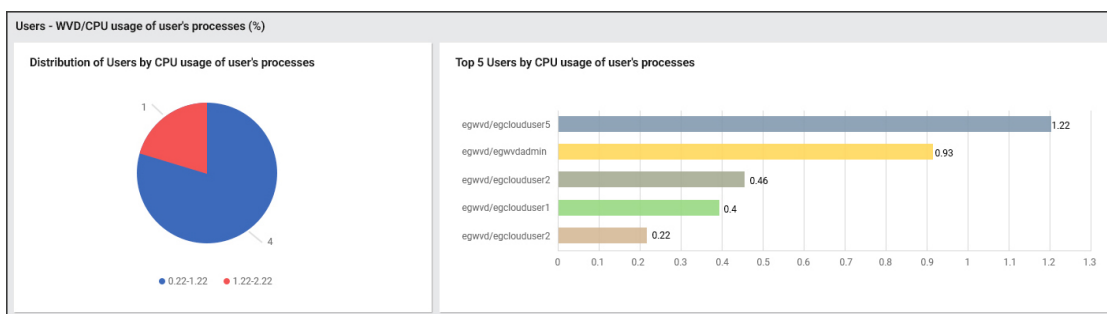 Users - WVD/CPU usage of user's processes (%)
Distribution of Users by CPU usage of user's processes
1
4
0.22-1.22
1.22-2.22
Top 5 Users by CPU usage of user's processes
egwvd/egclouduser5
1.22
egwvd/egwvdadmin
0.93
egwvd/egclouduser2
0.46
egwvd/egclouduser1
0.4
egwvd/egclouduser2
0.22
0 0.1 0.2 0.3 0.4 0.5 0.6 0.7 0.8 0.9 1 1.1 1.2 1.3